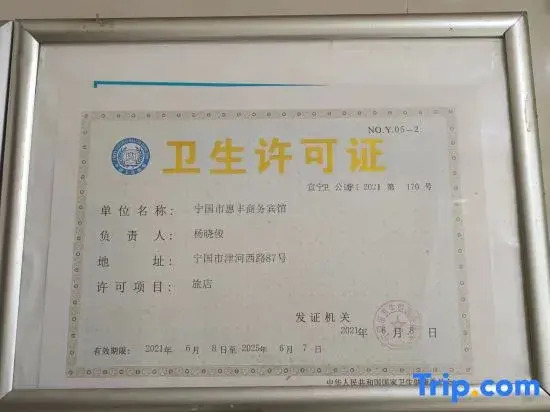 NO.Y.05-2
卫生许可证
宣宁卫 公证[2021] 第 170 号
单位名称: 宁国市惠丰商务宾馆
负责人: 杨晓俊
地址: 宁国市津河西路87号
许可项目: 旅店
发证机关
2021年 6月 8日
有效期限: 2021年 6月 8日至 2025年 6月 7日
中华人民共和国国家卫生健康
Trip.com